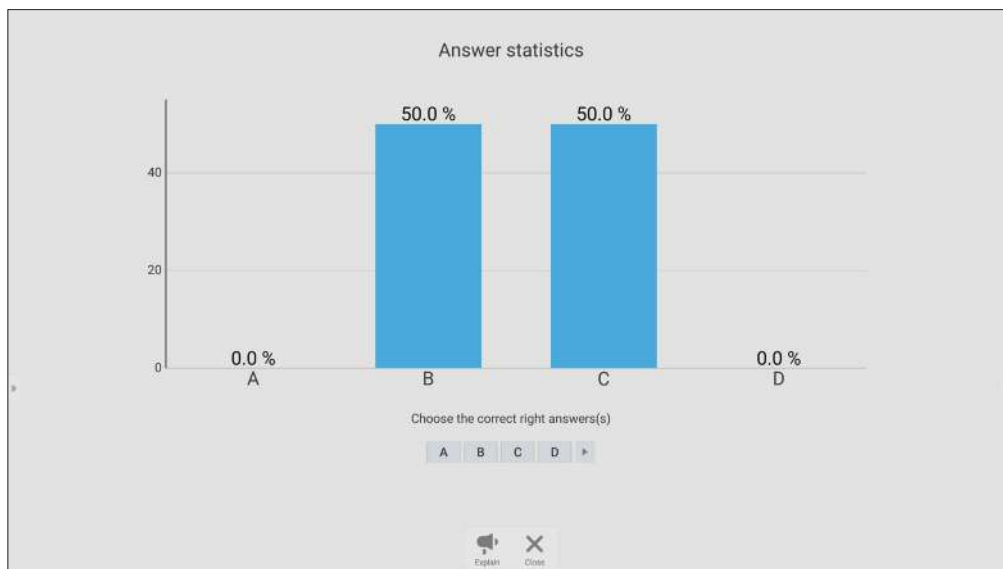 Answer statistics
50.0 % 50.0 %
40
20
0
0.0 % 0.0 %
A B C D
Choose the correct right answers(s)
A B C D
Explain Close